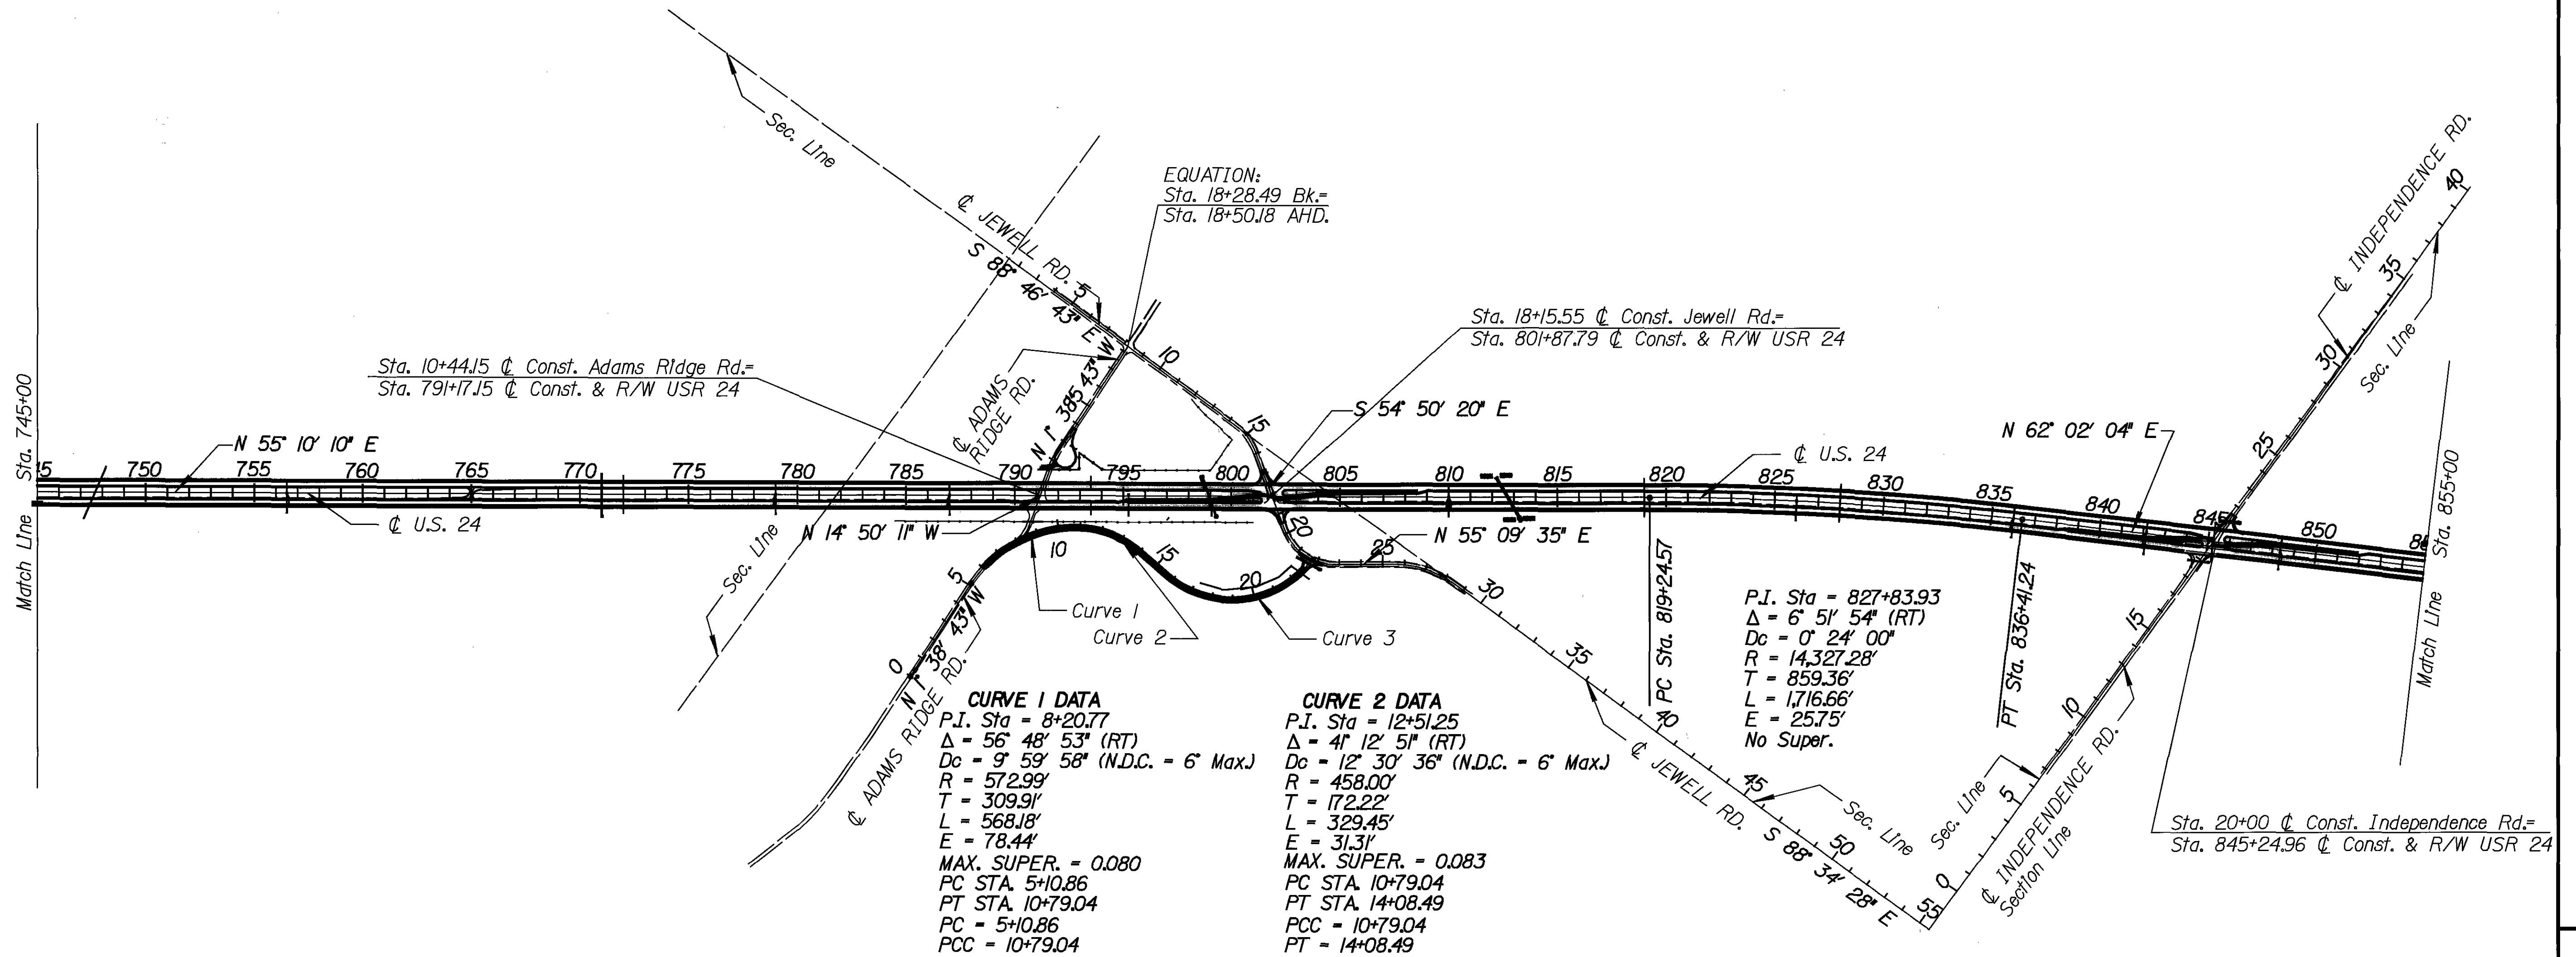 Sec. Line
EQUATION:
Sta. 18+28.49 Bk.=
Sta. 18+50.18 AHD.
℄ JEWELL RD.
S 88° 46' 43" E
5
10
15
20
25
30
35
40
45
50
55
℄ INDEPENDENCE RD.
40
35
30
25
Sec. Line
Sta. 18+15.55 ℄ Const. Jewell Rd.=
Sta. 801+87.79 ℄ Const. & R/W USR 24
Sta. 10+44.15 ℄ Const. Adams Ridge Rd.=
Sta. 791+17.15 ℄ Const. & R/W USR 24
℄ ADAMS
RIDGE RD.
N 1° 38' 43" W
15
S 54° 50' 20" E
N 62° 02' 04" E
Match Line Sta. 745+00
N 55° 10' 10" E
750 755 760 765 770 775 780 785 790 795 800 805 810 815 820 825 830 835 840 845 850
℄ U.S. 24
℄ U.S. 24
Match Line Sta. 855+00
Sec. Line
N 14° 50' 11" W
N 55° 09' 35" E
0
5
10
15
20
Curve 1
Curve 2
Curve 3
N 1° 38' 43" W
℄ ADAMS RIDGE RD.
PC Sta. 819+24.57
P.I. Sta = 827+83.93
Δ = 6° 51' 54" (RT)
Dc = 0° 24' 00"
R = 14,327.28'
T = 859.36'
L = 1,716.66'
E = 25.75'
No Super.
PT Sta. 836+41.24
CURVE 1 DATA
P.I. Sta = 8+20.77
Δ = 56° 48' 53" (RT)
Dc = 9° 59' 58" (N.D.C. = 6° Max.)
R = 572.99'
T = 309.91'
L = 568.18'
E = 78.44'
MAX. SUPER. = 0.080
PC STA. 5+10.86
PT STA. 10+79.04
PC = 5+10.86
PCC = 10+79.04
CURVE 2 DATA
P.I. Sta = 12+51.25
Δ = 41° 12' 51" (RT)
Dc = 12° 30' 36" (N.D.C. = 6° Max.)
R = 458.00'
T = 172.22'
L = 329.45'
E = 31.31'
MAX. SUPER. = 0.083
PC STA. 10+79.04
PT STA. 14+08.49
PCC = 10+79.04
PT = 14+08.49
℄ JEWELL RD.
S 88° 34' 28" E
Sec. Line
Sec. Line
0
5
10
15
℄ INDEPENDENCE RD.
Section Line
Sta. 20+00 ℄ Const. Independence Rd.=
Sta. 845+24.96 ℄ Const. & R/W USR 24